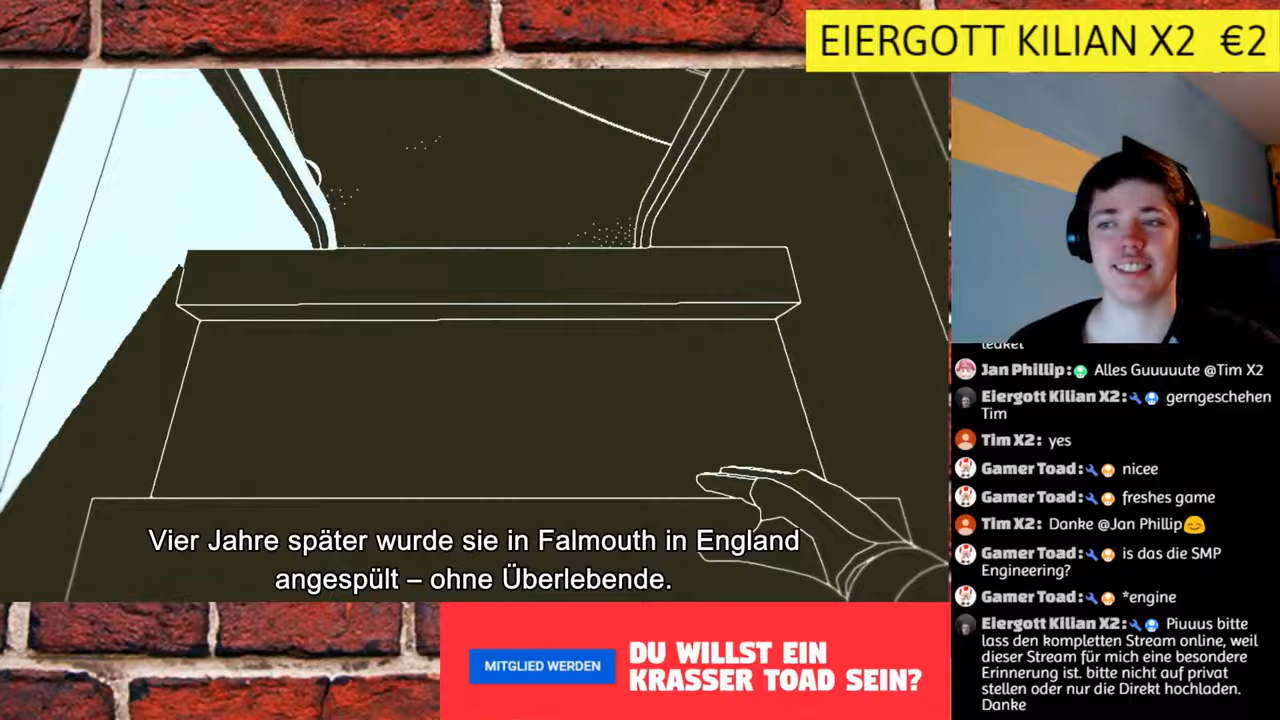 EIERGOTT KILIAN X2 €2
Vier Jahre später wurde sie in Falmouth in England
angespült – ohne Überlebende.
leaket
Jan Phillip: Alles Guuuuute @Tim X2
Eiergott Kilian X2: gerngeschehen
Tim
Tim X2: yes
Gamer Toad: nicee
Gamer Toad: freshes game
Tim X2: Danke @Jan Phillip😊
Gamer Toad: is das die SMP
Engineering?
Gamer Toad: *engine
Eiergott Kilian X2: Piuuus bitte
lass den kompletten Stream online, weil
dieser Stream für mich eine besondere
Erinnerung ist. bitte nicht auf privat
stellen oder nur die Direkt hochladen.
Danke
MITGLIED WERDEN
DU WILLST EIN
KRASSER TOAD SEIN?